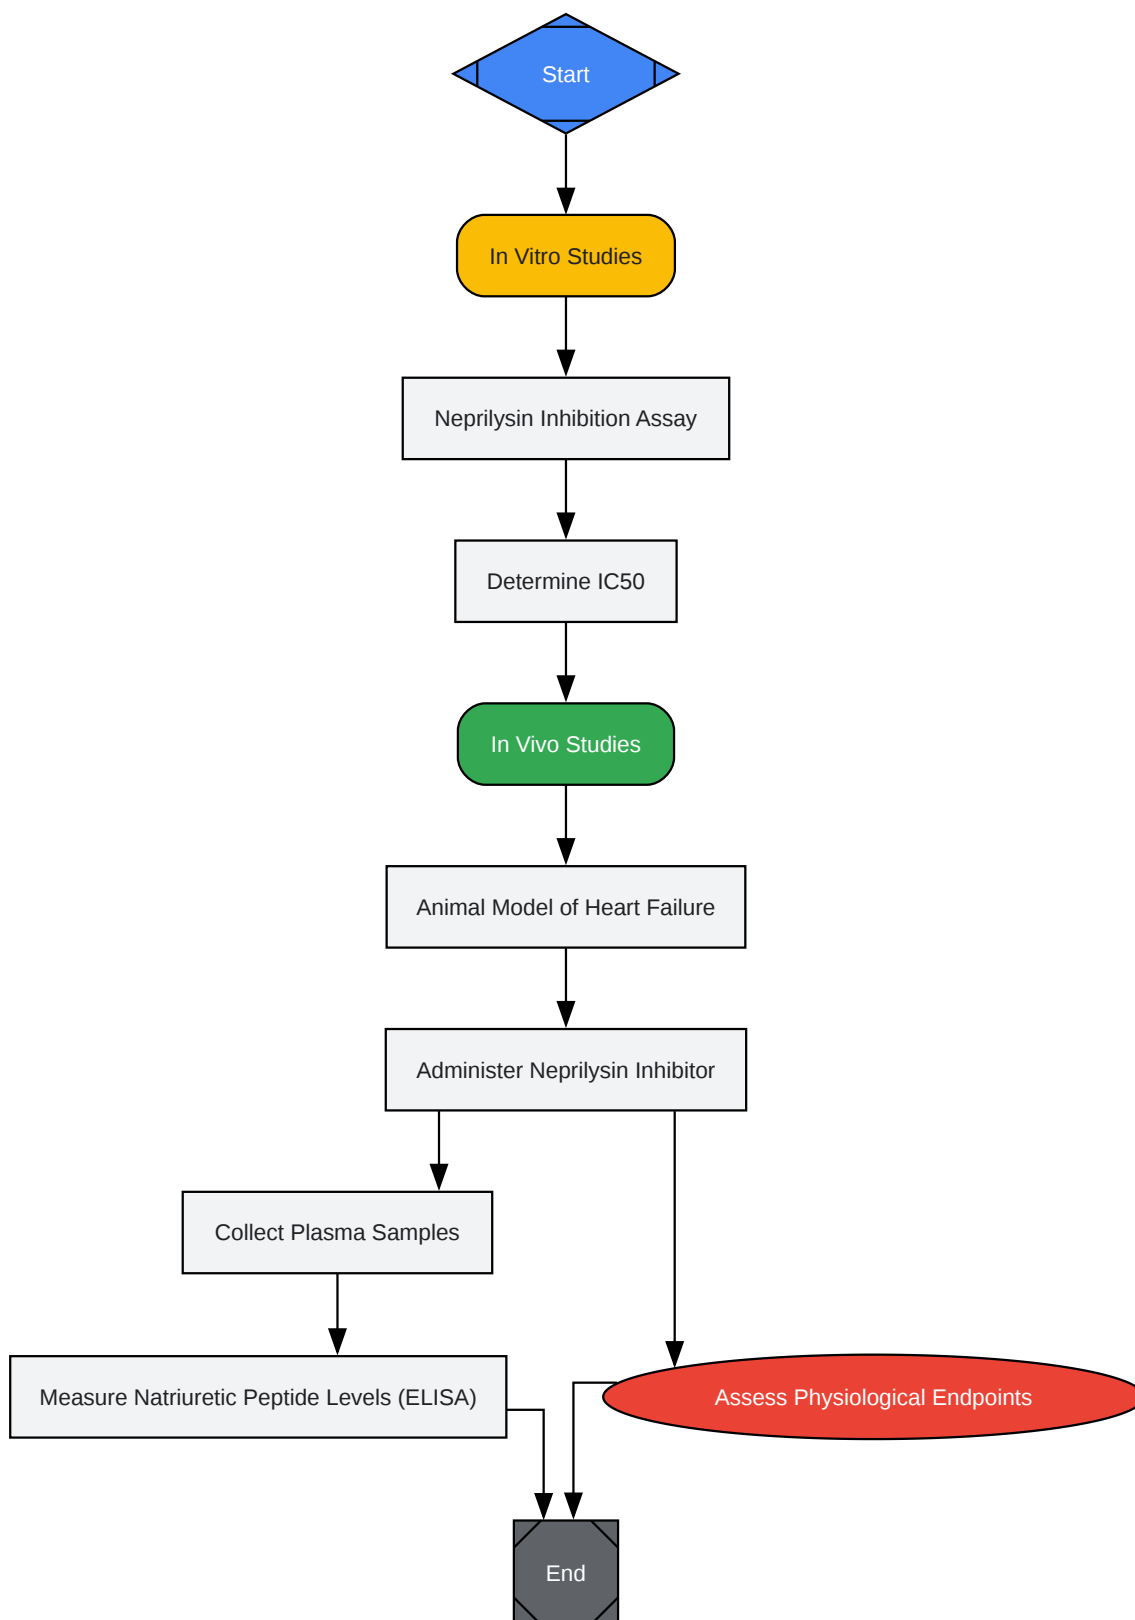 Start
In Vitro Studies
Neprilysin Inhibition Assay
Determine IC50
In Vivo Studies
Animal Model of Heart Failure
Administer Neprilysin Inhibitor
Collect Plasma Samples
Measure Natriuretic Peptide Levels (ELISA)
Assess Physiological Endpoints
End